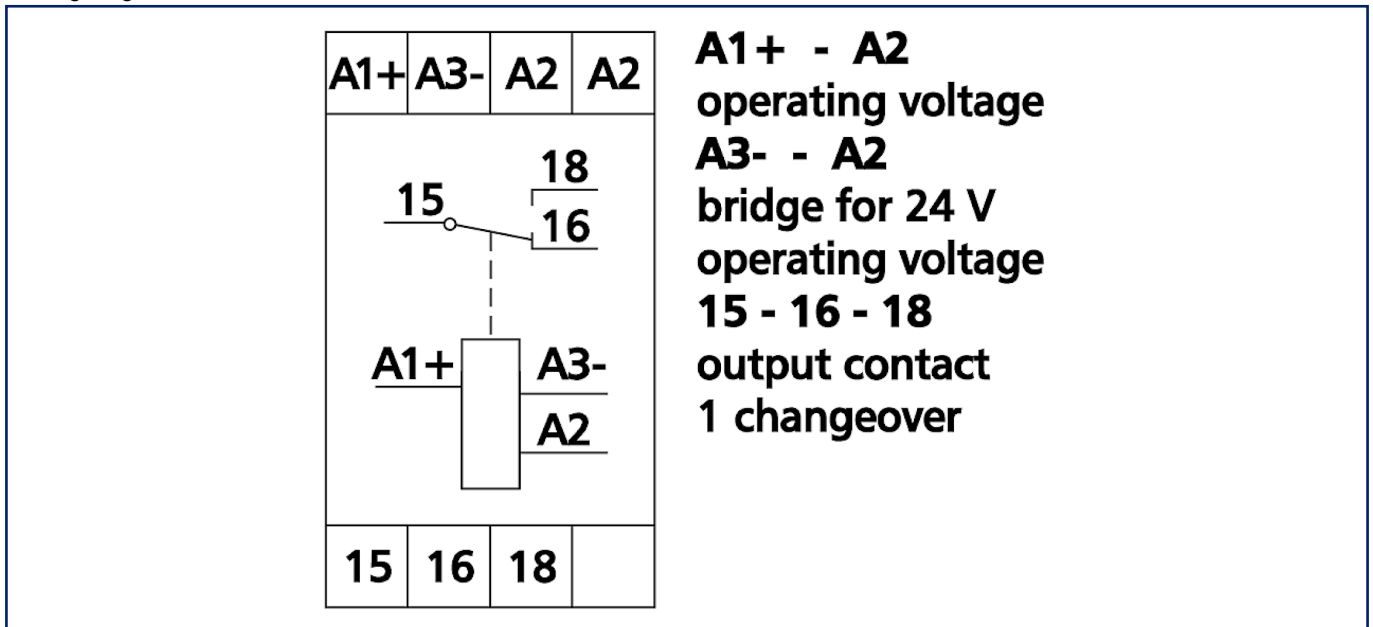 A1+ A3- A2 A2
18
15
16
A1+
A3-
A2
15 16 18
A1+ - A2
operating voltage
A3- - A2
bridge for 24 V
operating voltage
15 - 16 - 18
output contact
1 changeover